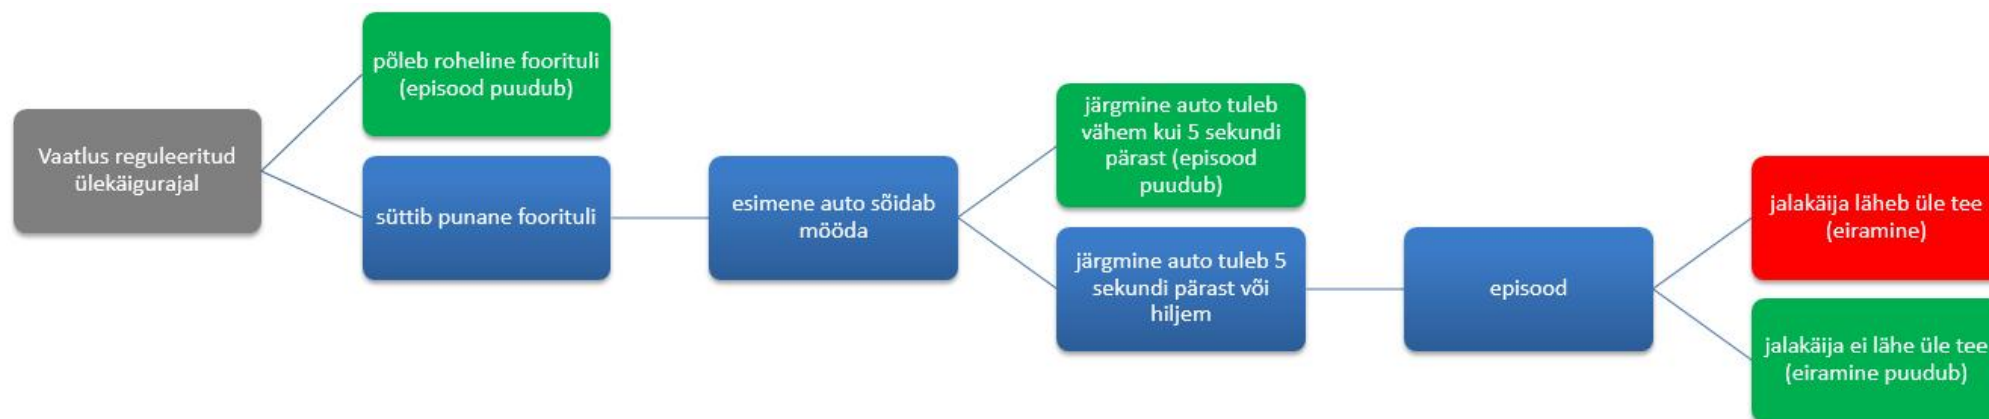 Vaatlus reguleeritud
ülekäigurajal
põleb roheline foorituli
(episood puudub)
süttib punane foorituli
esimene auto sõidab
mööda
järgmine auto tuleb
vähem kui 5 sekundi
pärast (episood
puudub)
järgmine auto tuleb 5
sekundi pärast või
hiljem
episood
jalakäija läheb üle tee
(eiramine)
jalakäija ei lähe üle tee
(eiramine puudub)